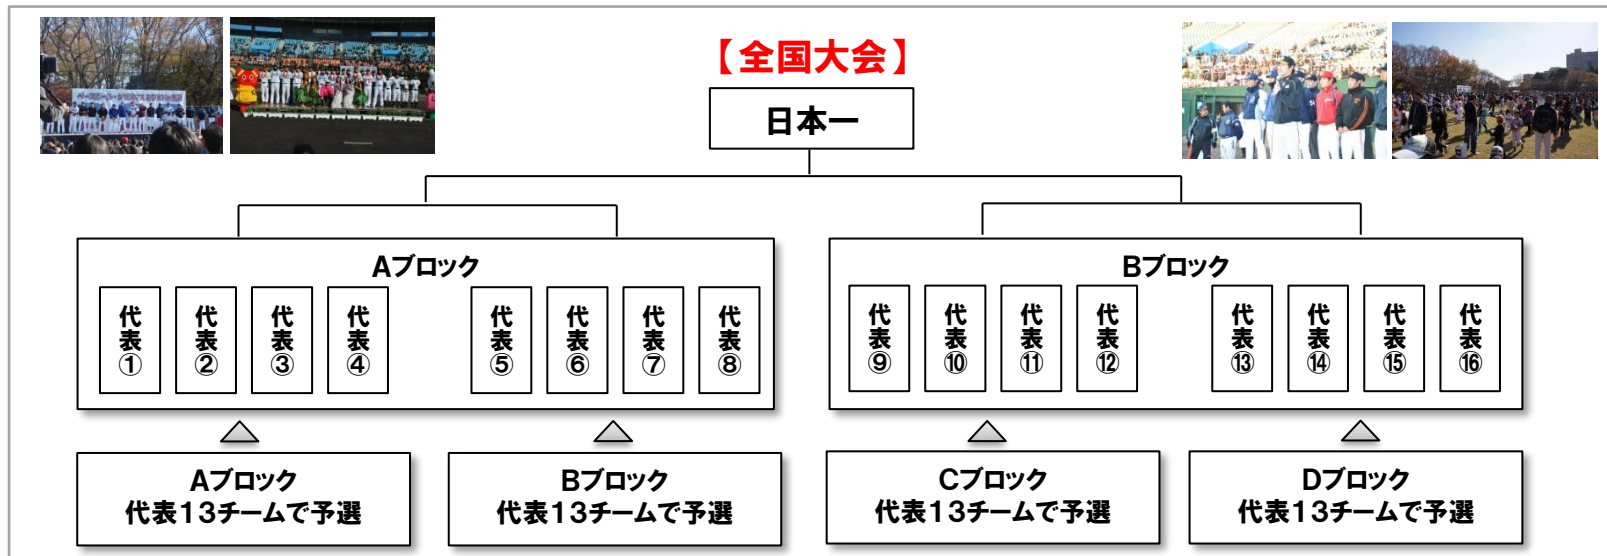 【全国大会】
日本一
Aブロック
代表①
代表②
代表③
代表④
代表⑤
代表⑥
代表⑦
代表⑧
Bブロック
代表⑨
代表⑩
代表⑪
代表⑫
代表⑬
代表⑭
代表⑮
代表⑯
Aブロック
代表13チームで予選
Bブロック
代表13チームで予選
Cブロック
代表13チームで予選
Dブロック
代表13チームで予選